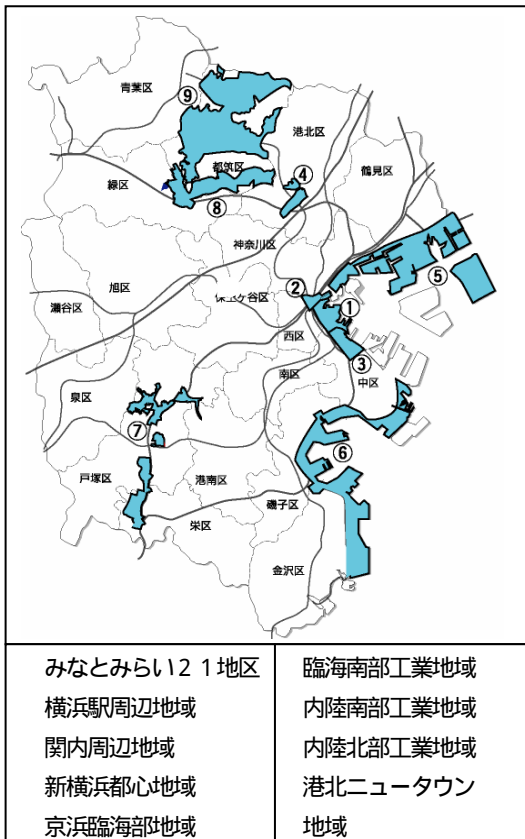 青葉区
⑨
港北区
都筑区
④
鶴見区
緑区
⑧
神奈川区
⑤
旭区
②
①
瀬谷区
西区
③
南区
中区
泉区
⑦
⑥
戸塚区
港南区
磯子区
栄区
金沢区
みなとみらい21地区
横浜駅周辺地域
関内周辺地域
新横浜都心地域
京浜臨海部地域
臨海南部工業地域
内陸南部工業地域
内陸北部工業地域
港北ニュータウン
地域